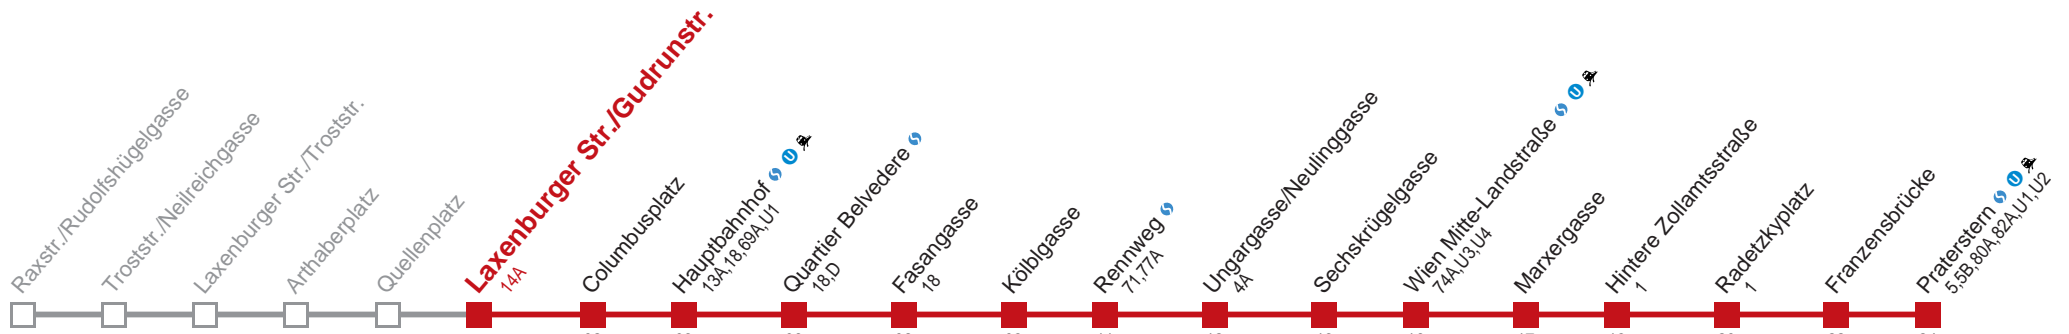 Raxstr./Rudolfshügelgasse
Troststr./Neilreichgasse
Laxenburger Str./Troststr.
Arthaberplatz
Quellenplatz
Laxenburger Str./Gudrunstr.
14A
Columbusplatz
Hauptbahnhof S U
13A,18,69A,U1
Quartier Belvedere S
18,D
Fasangasse
18
Kölblgasse
Rennweg S
71,77A
Ungargasse/Neulinggasse
4A
Sechskrügelgasse
Wien Mitte-Landstraße S U
74A,U3,U4
Marxergasse
Hintere Zollamtsstraße
1
Radetzkyplatz
1
Franzensbrücke
Praterstern S U
5,5B,80A,82A,U1,U2